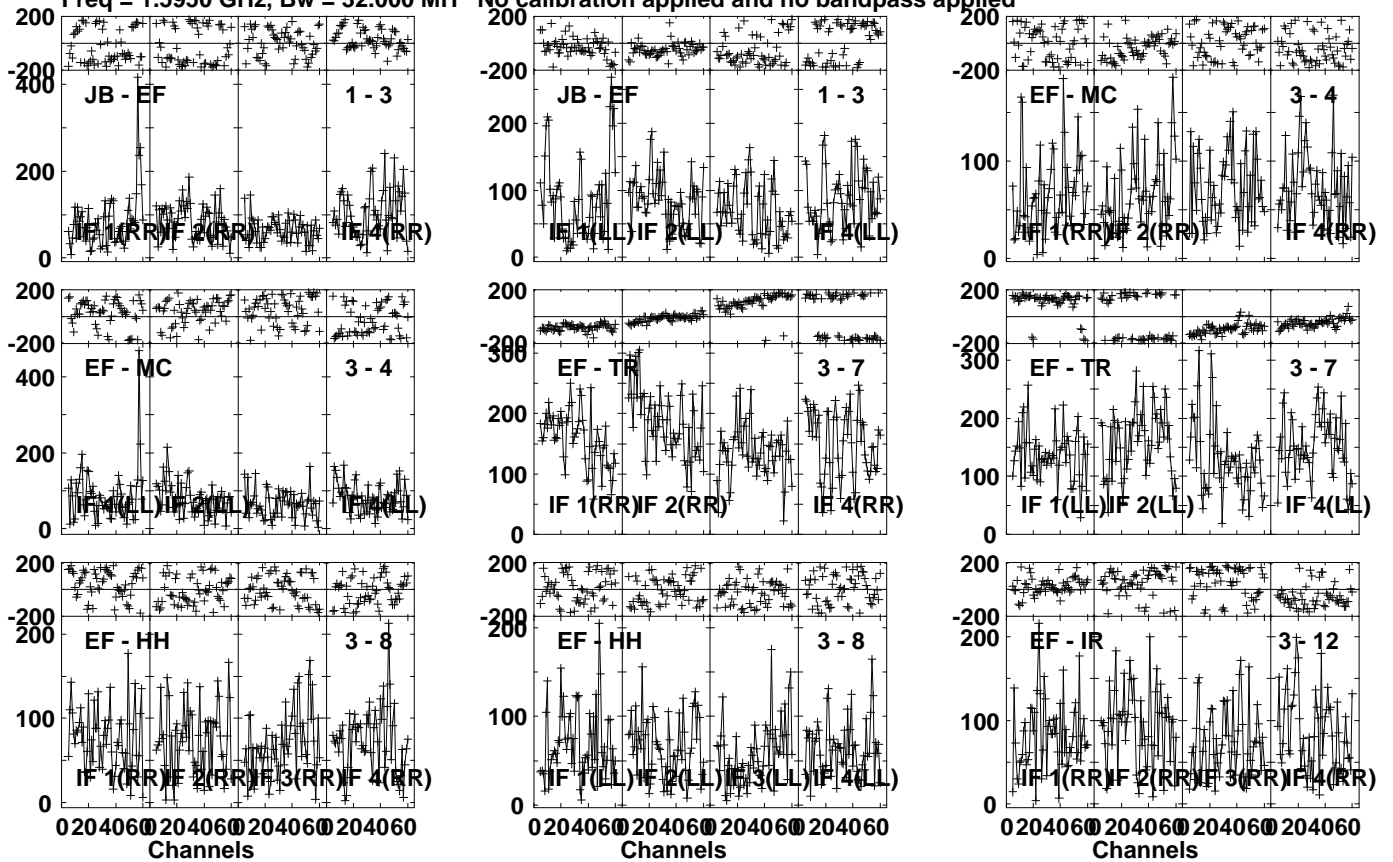 Freq = 1.5950 GHz, Bw = 32.000 MH No calibration applied and no bandpass applied
200
-200
400
200
0
JB - EF 1 - 3
IF 1(RR) IF 2(RR) IF 4(RR)
200
-200
200
100
0
JB - EF 1 - 3
IF 1(LL) IF 2(LL) IF 4(LL)
200
-200
100
0
EF - MC 3 - 4
IF 1(RR) IF 2(RR) IF 4(RR)
200
-200
400
200
0
EF - MC 3 - 4
IF 1(LL) IF 2(LL) IF 4(LL)
200
-200
300
200
100
0
EF - TR 3 - 7
IF 1(RR) IF 2(RR) IF 4(RR)
200
-200
300
200
100
0
EF - TR 3 - 7
IF 1(LL) IF 2(LL) IF 4(LL)
200
-200
200
100
0
EF - HH 3 - 8
IF 1(RR) IF 2(RR) IF 3(RR) IF 4(RR)
0 20 40 60 0 20 40 60 0 20 40 60 0 20 40 60
Channels
200
-200
200
100
0
EF - HH 3 - 8
IF 1(LL) IF 2(LL) IF 3(LL) IF 4(LL)
0 20 40 60 0 20 40 60 0 20 40 60 0 20 40 60
Channels
200
-200
200
100
0
EF - IR 3 - 12
IF 1(RR) IF 2(RR) IF 3(RR) IF 4(RR)
0 20 40 60 0 20 40 60 0 20 40 60 0 20 40 60
Channels